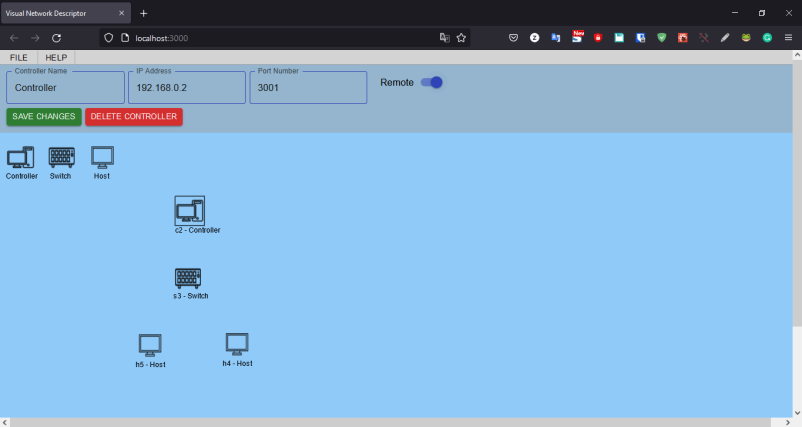 Visual Network Descriptor
localhost:3000
New
FILE HELP
Controller Name IP Address Port Number
Controller 192.168.0.2 3001 Remote
SAVE CHANGES DELETE CONTROLLER
Controller Switch Host
c2 - Controller
s3 - Switch
h5 - Host h4 - Host